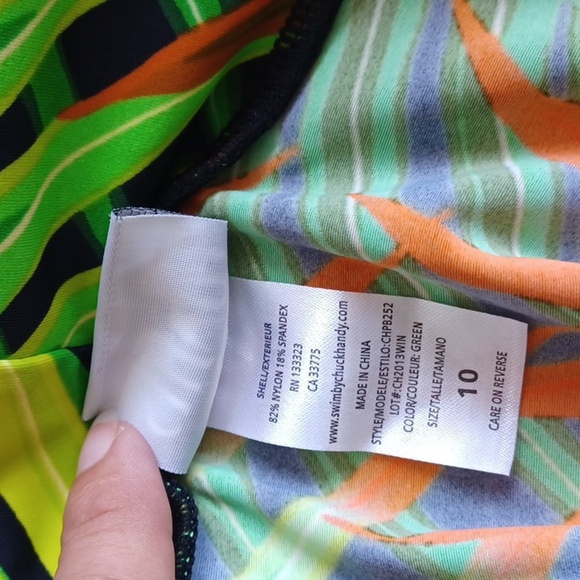 SHELL/EXTERIEUR
82% NYLON 18% SPANDEX
RN 133323
CA 33775
www.swimbychuckhandy.com
MADE IN CHINA
STYLE/MODELE/ESTILO:CHPB252
LOT#:CH2013WIN
COLOR/COULEUR: GREEN
SIZE/TALLE/TAMANO
10
CARE ON REVERSE